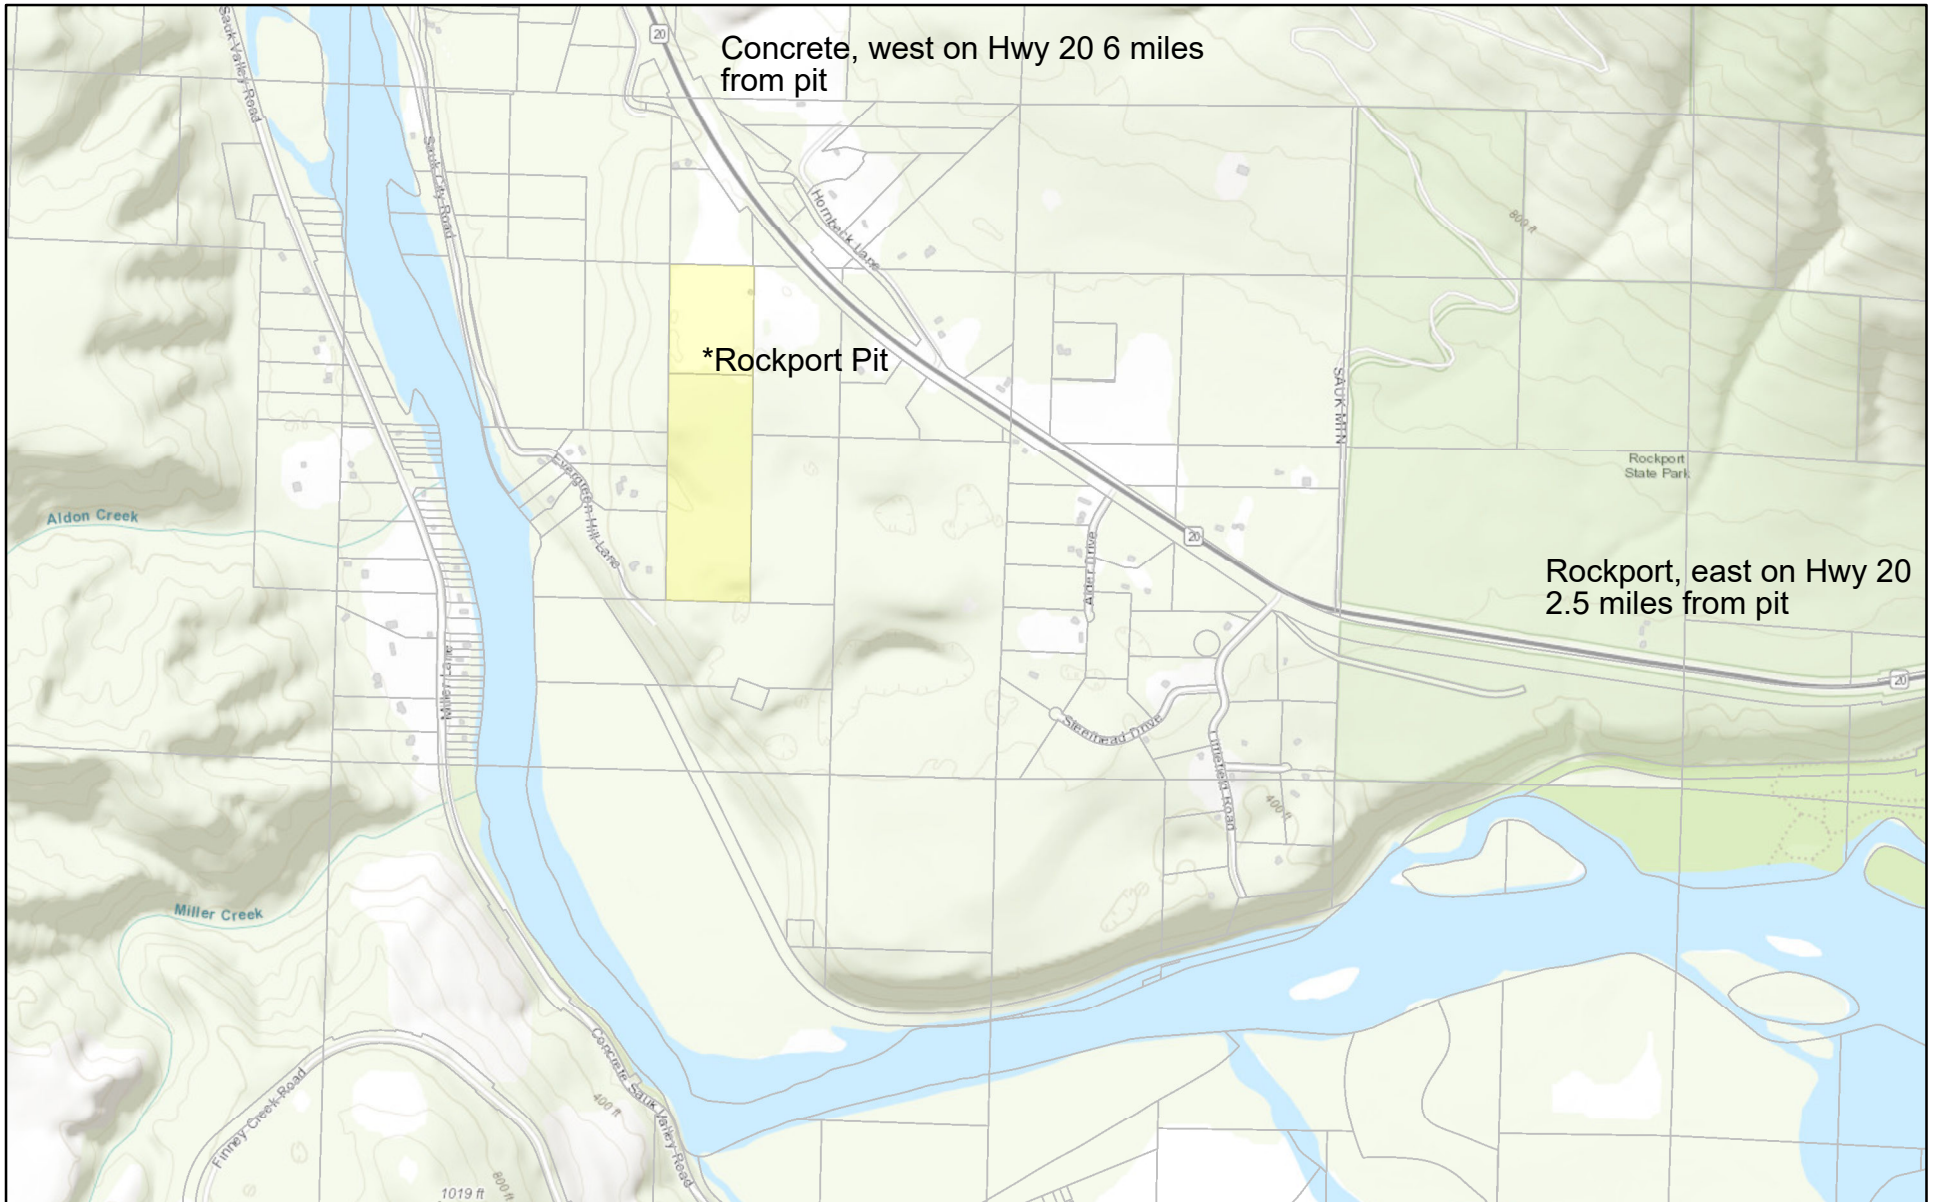 Sauk Valley Road
20
Concrete, west on Hwy 20 6 miles
from pit
Sauk City Road
Hornback Lane
800 ft
*Rockport Pit
SAUK MTN
Rockport
State Park
Evergreen Hill Lane
Aldon Creek
20
Alder Drive
Rockport, east on Hwy 20
2.5 miles from pit
Miller Lane
20
Steelhead Drive
Littlefield Road
400 ft
Miller Creek
Concrete Sauk Valley Road
Finney Creek Road
400 ft
800 ft
1019 ft